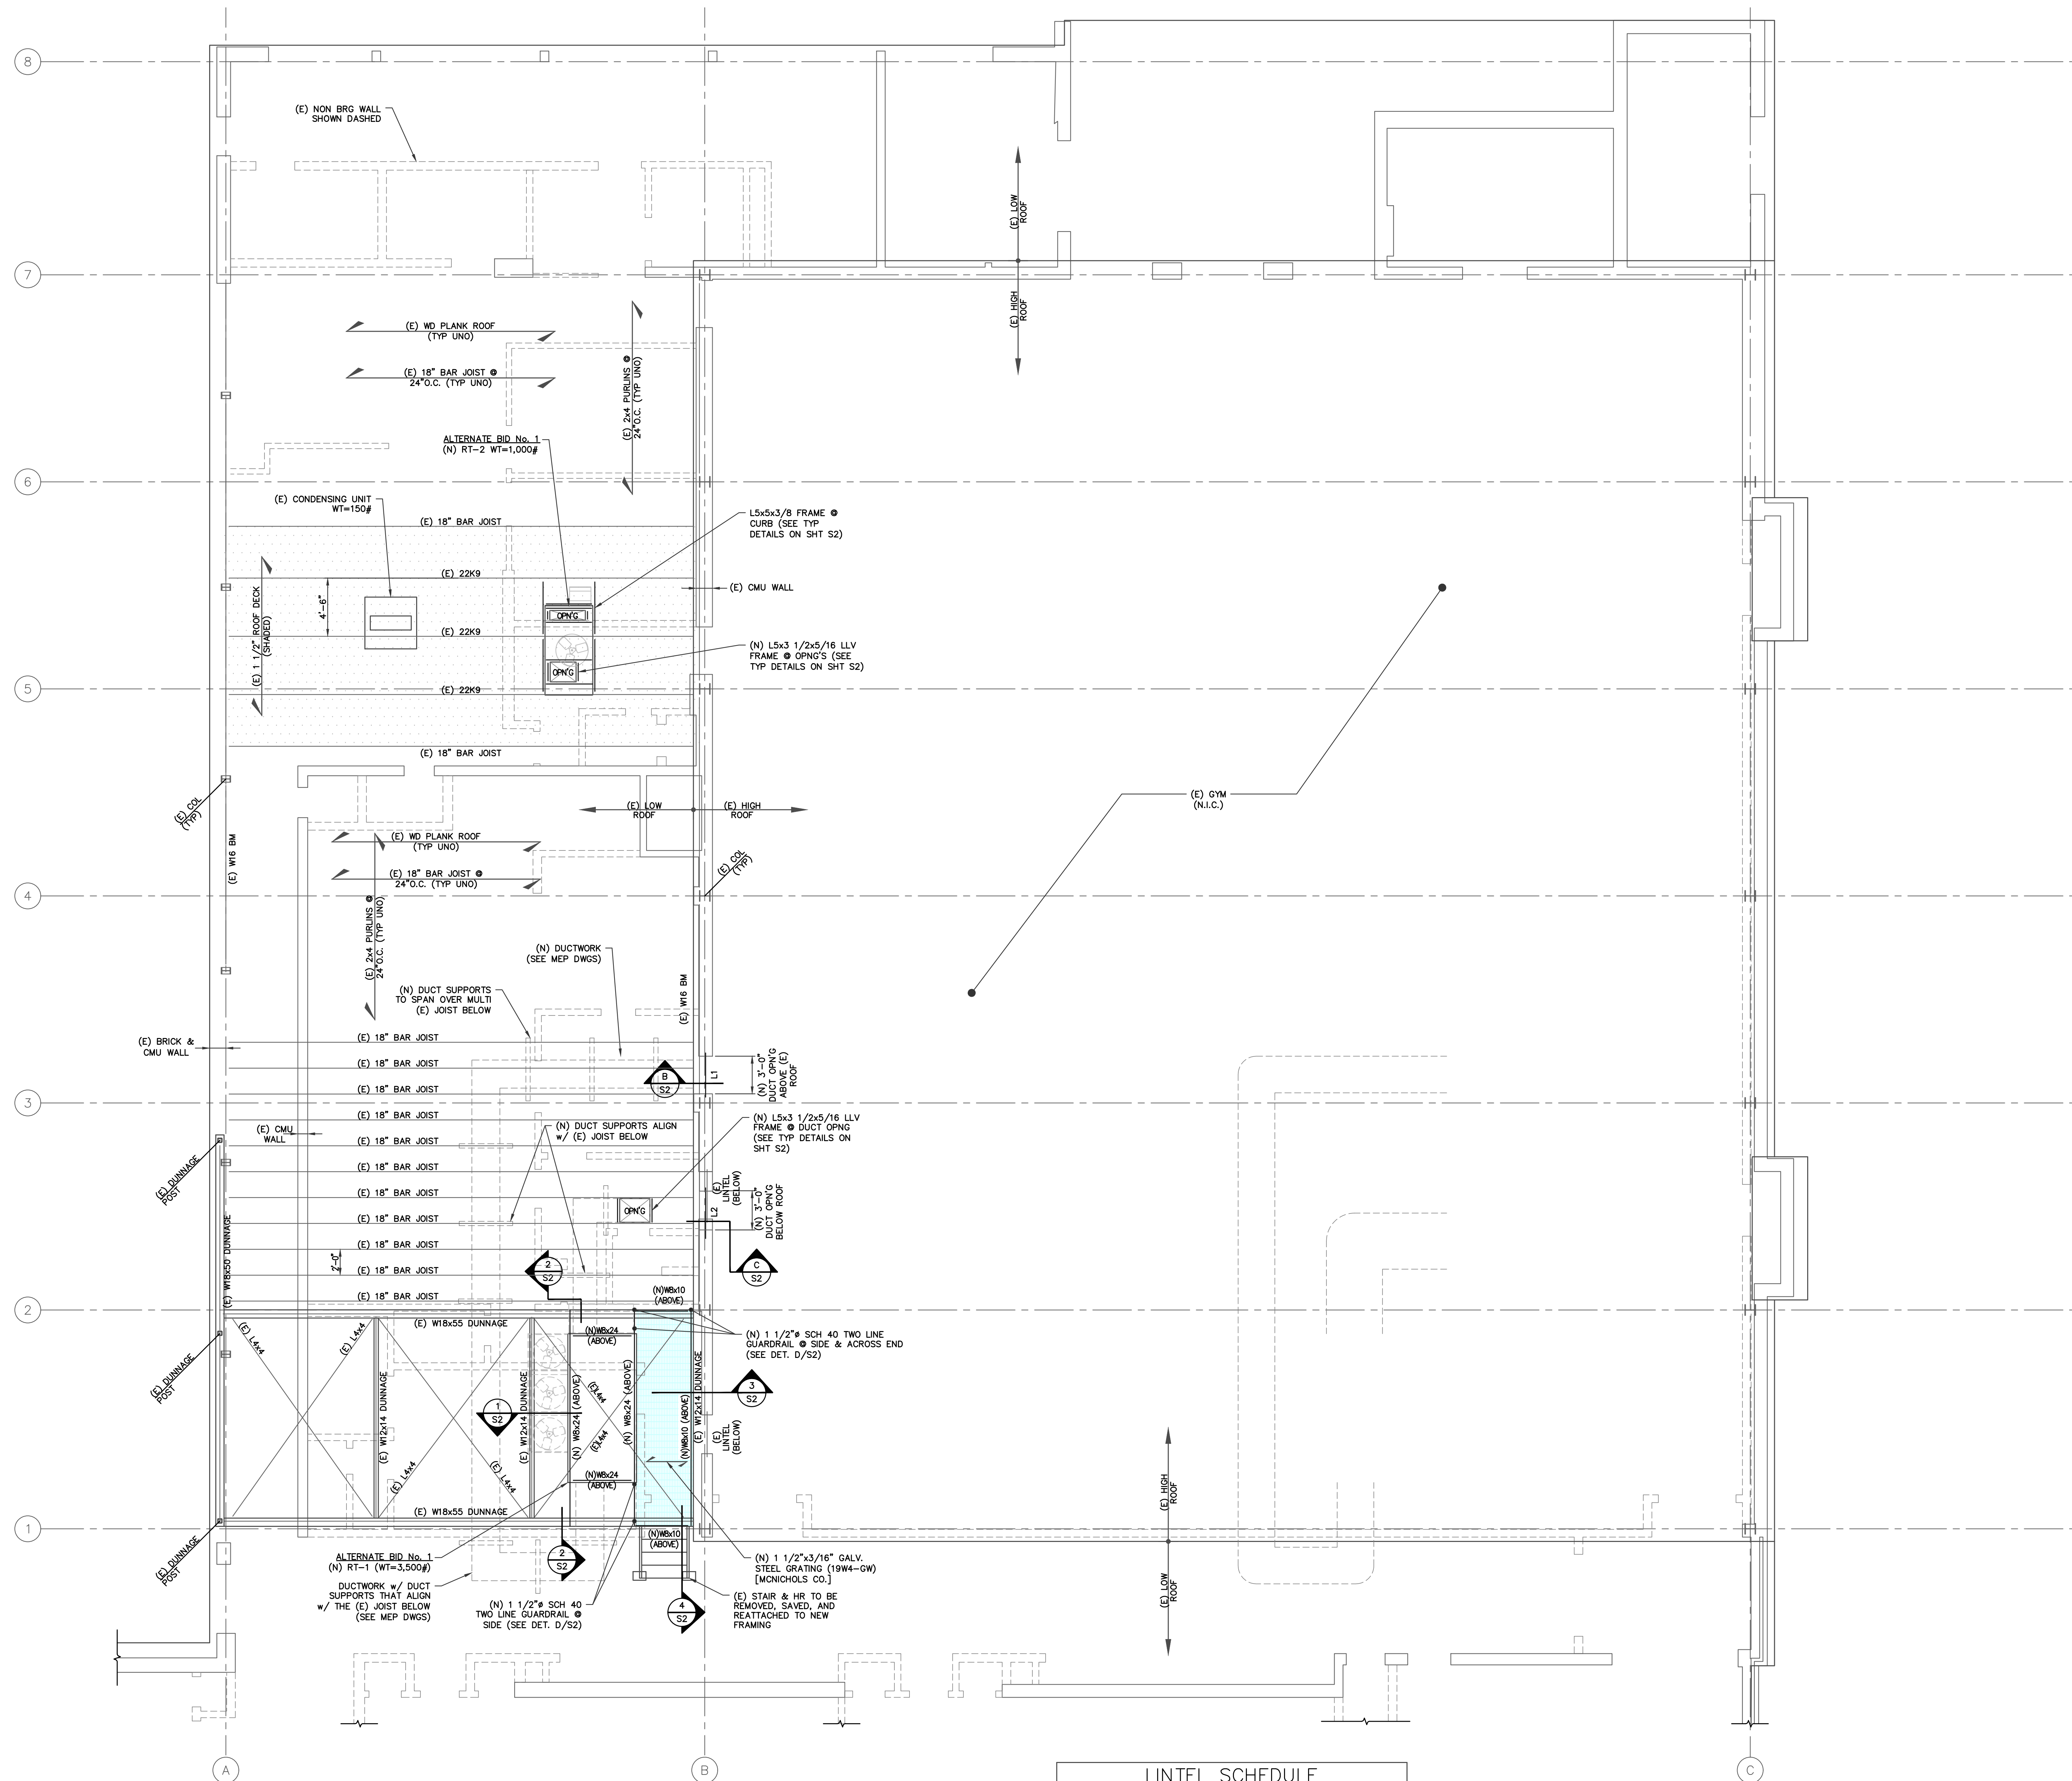 8
(E) NON BRG WALL
SHOWN DASHED
(E) LOW
ROOF
7
(E) HIGH
ROOF
(E) WD PLANK ROOF
(TYP UNO)
(E) 18" BAR JOIST @
24"O.C. (TYP UNO)
(E) 2x4 PURLINS @
24"O.C. (TYP UNO)
ALTERNATE BID No. 1
(N) RT-2 WT=1,000#
6
(E) CONDENSING UNIT
WT=150#
L5x5x3/8 FRAME @
CURB (SEE TYP
DETAILS ON SHT S2)
(E) 18" BAR JOIST
(E) 22K9
(E) CMU WALL
4'-6"
(E) 1 1/2" ROOF DECK
(SHADED)
OPN'G
(E) 22K9
(N) L5x3 1/2x5/16 LLV
FRAME @ OPNG'S (SEE
TYP DETAILS ON SHT S2)
OPN'G
5
(E) 22K9
(E) 18" BAR JOIST
(E) COL
(TYP)
(E) LOW
ROOF
(E) HIGH
ROOF
(E) GYM
(N.I.C.)
(E) W16 BM
(E) WD PLANK ROOF
(TYP UNO)
(E) 18" BAR JOIST @
24"O.C. (TYP UNO)
(E) COL
(TYP)
4
(E) 2x4 PURLINS @
24"O.C. (TYP UNO)
(N) DUCTWORK
(SEE MEP DWGS)
(N) DUCT SUPPORTS
TO SPAN OVER MULTI
(E) JOIST BELOW
(E) W16 BM
(E) BRICK &
CMU WALL
(E) 18" BAR JOIST
(E) 18" BAR JOIST
(E) 18" BAR JOIST
B
S2
L1
(N) 3'-0"
DUCT OPN'G
ABOVE (E)
ROOF
3
(E) 18" BAR JOIST
(E) CMU
WALL
(E) 18" BAR JOIST
(N) DUCT SUPPORTS ALIGN
w/ (E) JOIST BELOW
(N) L5x3 1/2x5/16 LLV
FRAME @ DUCT OPNG
(SEE TYP DETAILS ON
SHT S2)
(E) DUNNAGE
POST
(E) 18" BAR JOIST
(E) 18" BAR JOIST
(E) 18" BAR JOIST
OPN'G
(E)
LINTEL
(BELOW)
L2
(N) 3'-0"
DUCT OPN'G
BELOW ROOF
(E) W18x50 DUNNAGE
(E) 18" BAR JOIST
2'-0"
(E) 18" BAR JOIST
2
S2
C
S2
(E) 18" BAR JOIST
(N)W8x10
(ABOVE)
2
(E) W18x55 DUNNAGE
(E) L4x4
(E) L4x4
(N)W8x24
(ABOVE)
(N) 1 1/2"ø SCH 40 TWO LINE
GUARDRAIL @ SIDE & ACROSS END
(SEE DET. D/S2)
(E) DUNNAGE
POST
(E) W12x14 DUNNAGE
(E) W12x14 DUNNAGE
(N) W8x24 (ABOVE)
(N) W8x24 (ABOVE)
(E)L4x4
(E)L4x4
(N)W8x10 (ABOVE)
(E) W12x14 DUNNAGE
3
S2
1
S2
(E)
LINTEL
(BELOW)
(E) L4x4
(E) L4x4
(N)W8x24
(ABOVE)
(E) W18x55 DUNNAGE
(E) HIGH
ROOF
1
(E) DUNNAGE
POST
(N)W8x10
(ABOVE)
ALTERNATE BID No. 1
(N) RT-1 (WT=3,500#)
2
S2
(N) 1 1/2"x3/16" GALV.
STEEL GRATING (19W4-GW)
[MCNICHOLS CO.]
DUCTWORK w/ DUCT
SUPPORTS THAT ALIGN
w/ THE (E) JOIST BELOW
(SEE MEP DWGS)
(N) 1 1/2"ø SCH 40
TWO LINE GUARDRAIL @
SIDE (SEE DET. D/S2)
4
S2
(E) STAIR & HR TO BE
REMOVED, SAVED, AND
REATTACHED TO NEW
FRAMING
(E) LOW
ROOF
A
B
C
LINTEL SCHEDULE